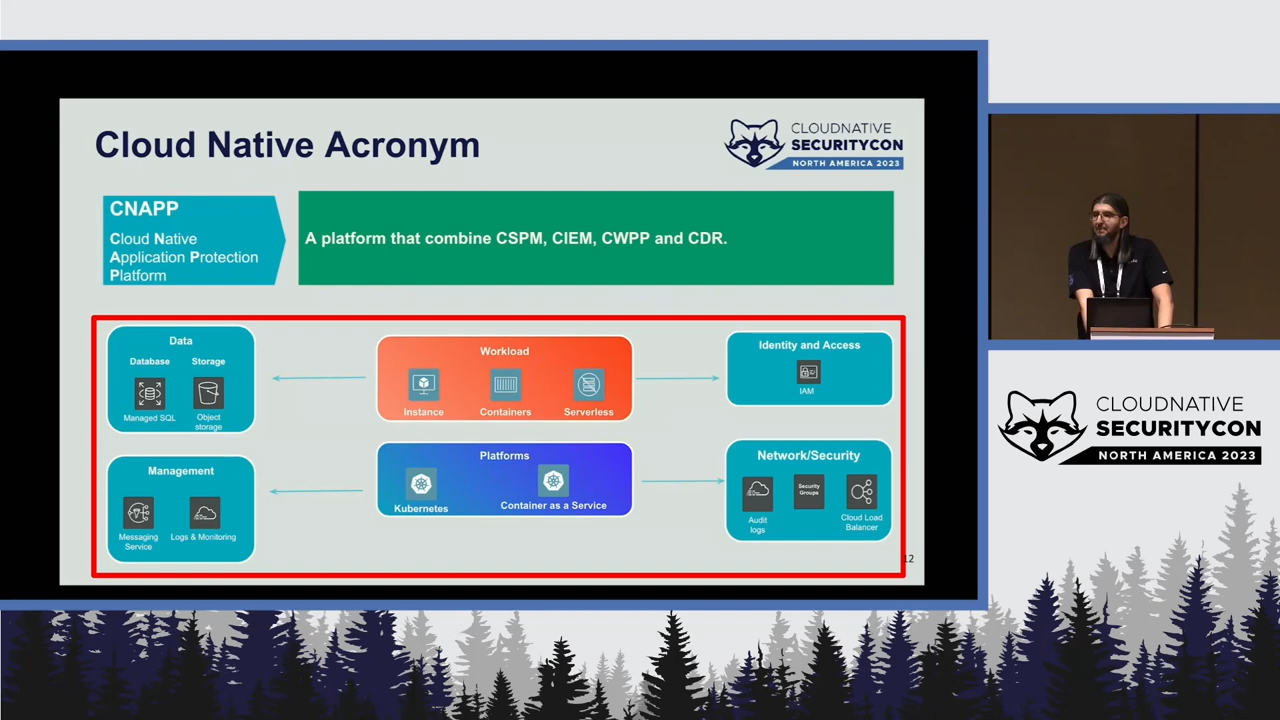 Cloud Native Acronym
CLOUDNATIVE
SECURITYCON
NORTH AMERICA 2023
CNAPP
Cloud Native
Application Protection
Platform
A platform that combine CSPM, CIEM, CWPP and CDR.
Data
Database
Storage
Managed SQL
Object
storage
Workload
Instance
Containers
Serverless
Identity and Access
IAM
Management
Messaging
Service
Logs & Monitoring
Platforms
Kubernetes
Container as a Service
Network/Security
Audit
logs
Security
Groups
Cloud Load
Balancer
12
CLOUDNATIVE
SECURITYCON
NORTH AMERICA 2023